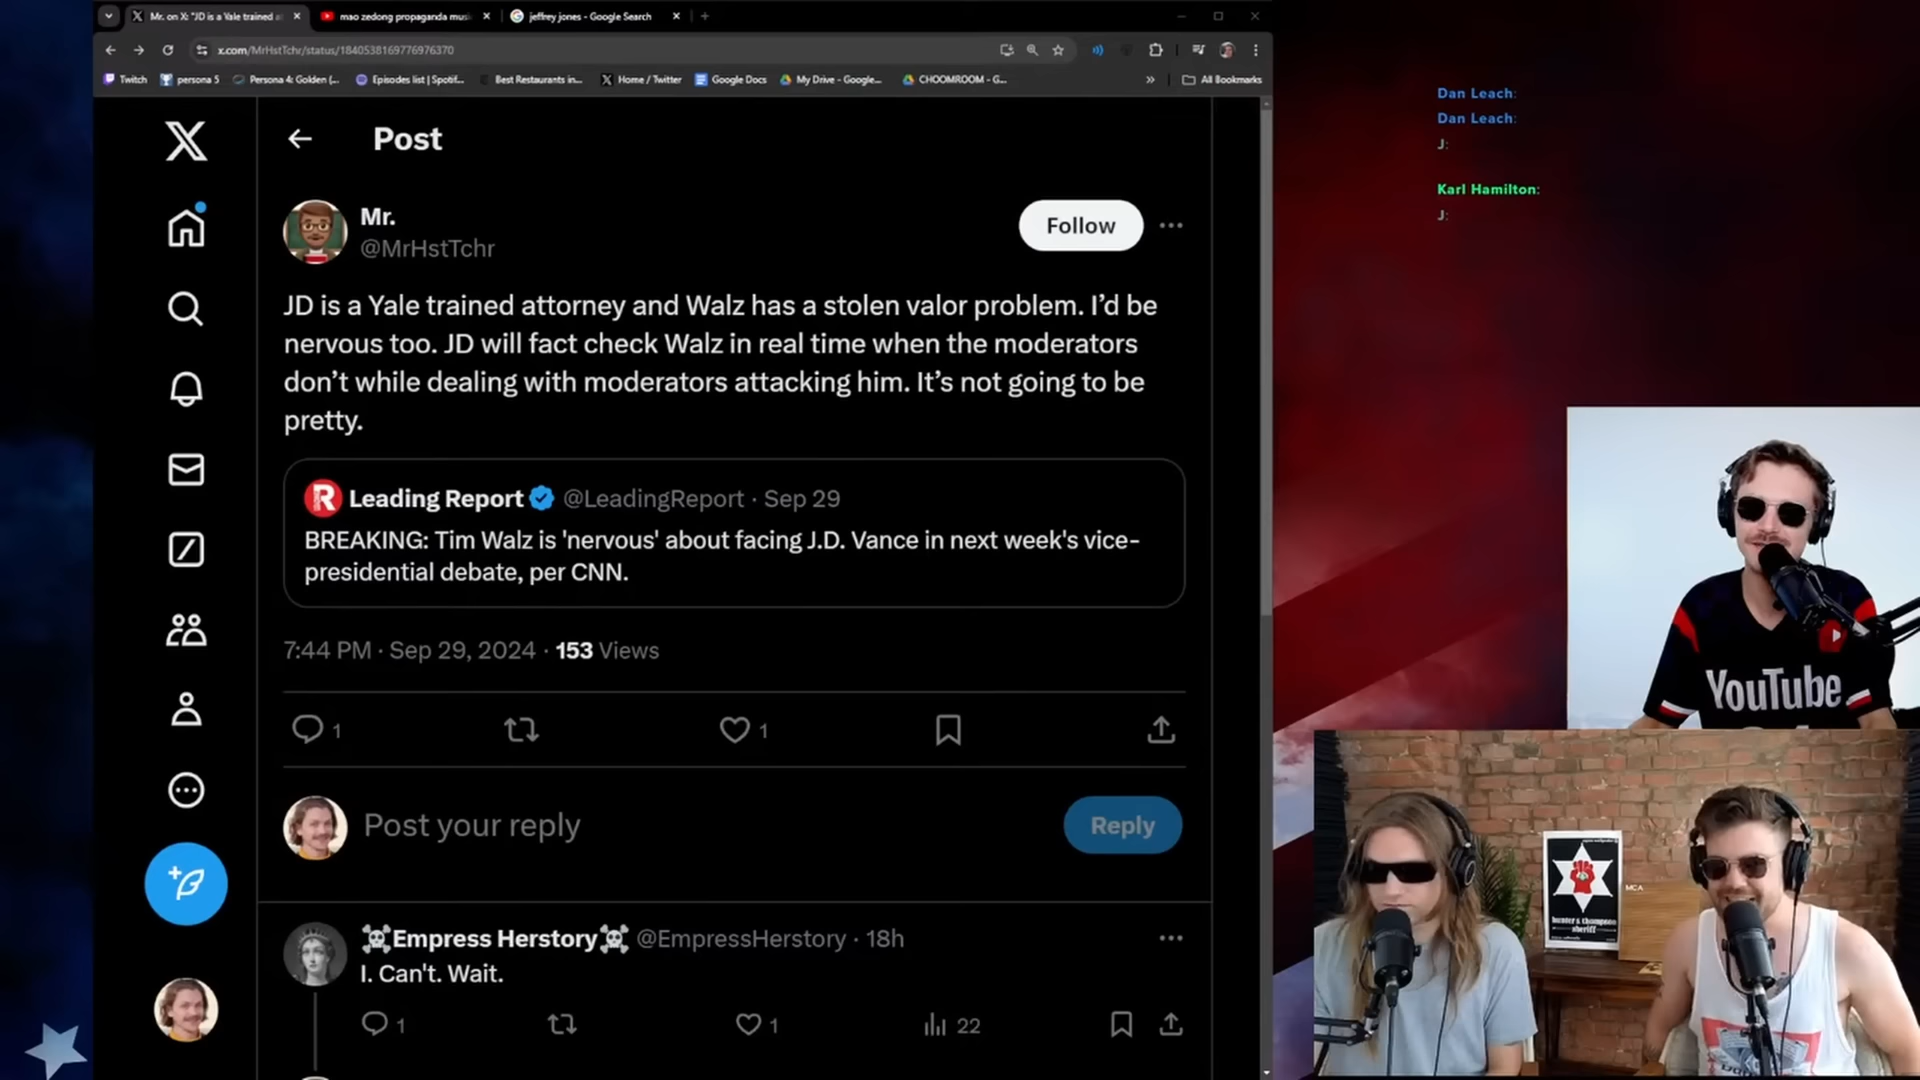 Mr. on X: "JD is a Yale trained a
mao zedong propaganda musi
jeffrey jones - Google Search
x.com/MrHstTchr/status/1840538169776976370
Twitch
persona 5
Persona 4: Golden (...
Episodes list | Spotif...
Best Restaurants in...
Home / Twitter
Google Docs
My Drive - Google...
CHOOMROOM - G...
All Bookmarks
Post
Mr.
@MrHstTchr
Follow
JD is a Yale trained attorney and Walz has a stolen valor problem. I’d be
nervous too. JD will fact check Walz in real time when the moderators
don’t while dealing with moderators attacking him. It’s not going to be
pretty.
Leading Report @LeadingReport · Sep 29
BREAKING: Tim Walz is 'nervous' about facing J.D. Vance in next week's vice-
presidential debate, per CNN.
7:44 PM · Sep 29, 2024 · 153 Views
1
1
Post your reply
Reply
☠Empress Herstory☠ @EmpressHerstory · 18h
I. Can't. Wait.
1
1
22
Dan Leach:
Dan Leach:
J:
Karl Hamilton:
J:
YouTube
hunter s thompson
sheriff
MCA